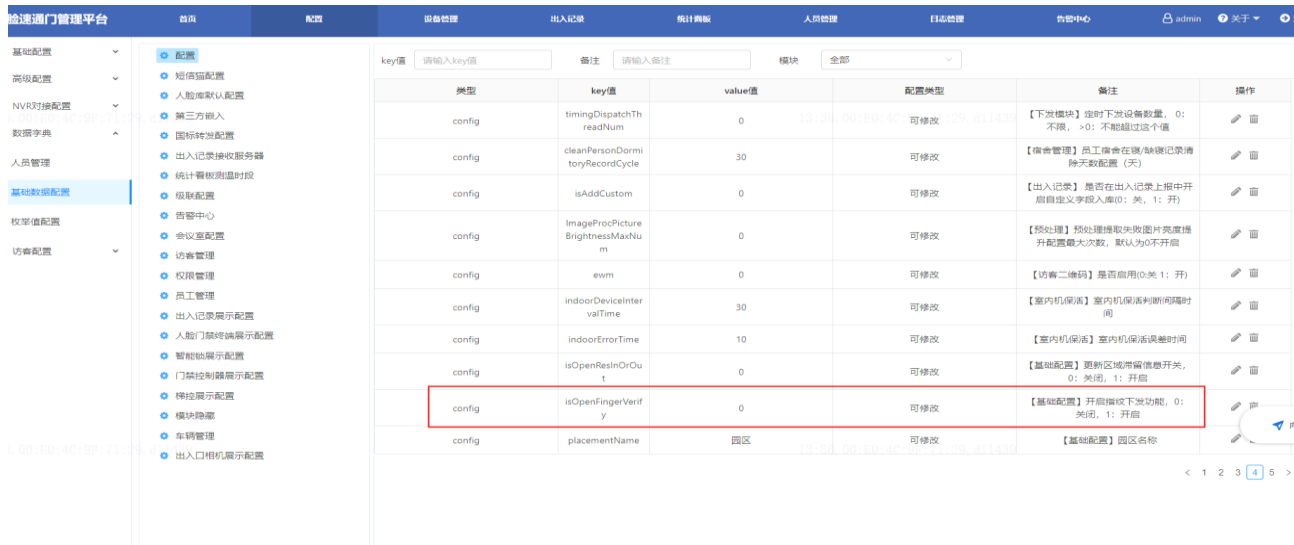 脸速通门管理平台
首页
配置
设备管理
出入记录
统计面板
人员管理
日志管理
告警中心
admin
关于
基础配置
高级配置
NVR对接配置
数据字典
人员管理
基础数据配置
枚举值配置
访客配置
配置
短信猫配置
人脸库默认配置
第三方嵌入
国标转发配置
出入记录接收服务器
统计看板测温时段
级联配置
告警中心
会议室配置
访客管理
权限管理
员工管理
出入记录展示配置
人脸门禁终端展示配置
智能锁展示配置
门禁控制器展示配置
梯控展示配置
模块隐藏
车辆管理
出入口相机展示配置
key值 请输入key值 备注 请输入备注 模块 全部
类型 key值 value值 配置类型 备注 操作
config timingDispatchTh 0 可修改 【下发模块】定时下发设备数量，0：
readNum 不限，>0：不能超过这个值
config cleanPersonDormi 30 可修改 【宿舍管理】员工宿舍在寝/缺寝记录清
toryRecordCycle 除天数配置（天）
config isAddCustom 0 可修改 【出入记录】 是否在出入记录上报中开
启自定义字段入库(0：关，1：开)
config ImageProcPicture 0 可修改 【预处理】预处理提取失败图片亮度提
BrightnessMaxNu 升配置最大次数，默认为0不开启
m
config ewm 0 可修改 【访客二维码】是否启用(0:关 1：开)
config indoorDeviceInter 30 可修改 【室内机保活】室内机保活判断间隔时
valTime 间
config indoorErrorTime 10 可修改 【室内机保活】室内机保活误差时间
config isOpenResInOrOu 0 可修改 【基础配置】更新区域滞留信息开关，
t 0：关闭，1：开启
config isOpenFingerVerif 0 可修改 【基础配置】开启指纹下发功能，0：
y 关闭，1：开启
config placementName 园区 可修改 【基础配置】园区名称
< 1 2 3 4 5 >